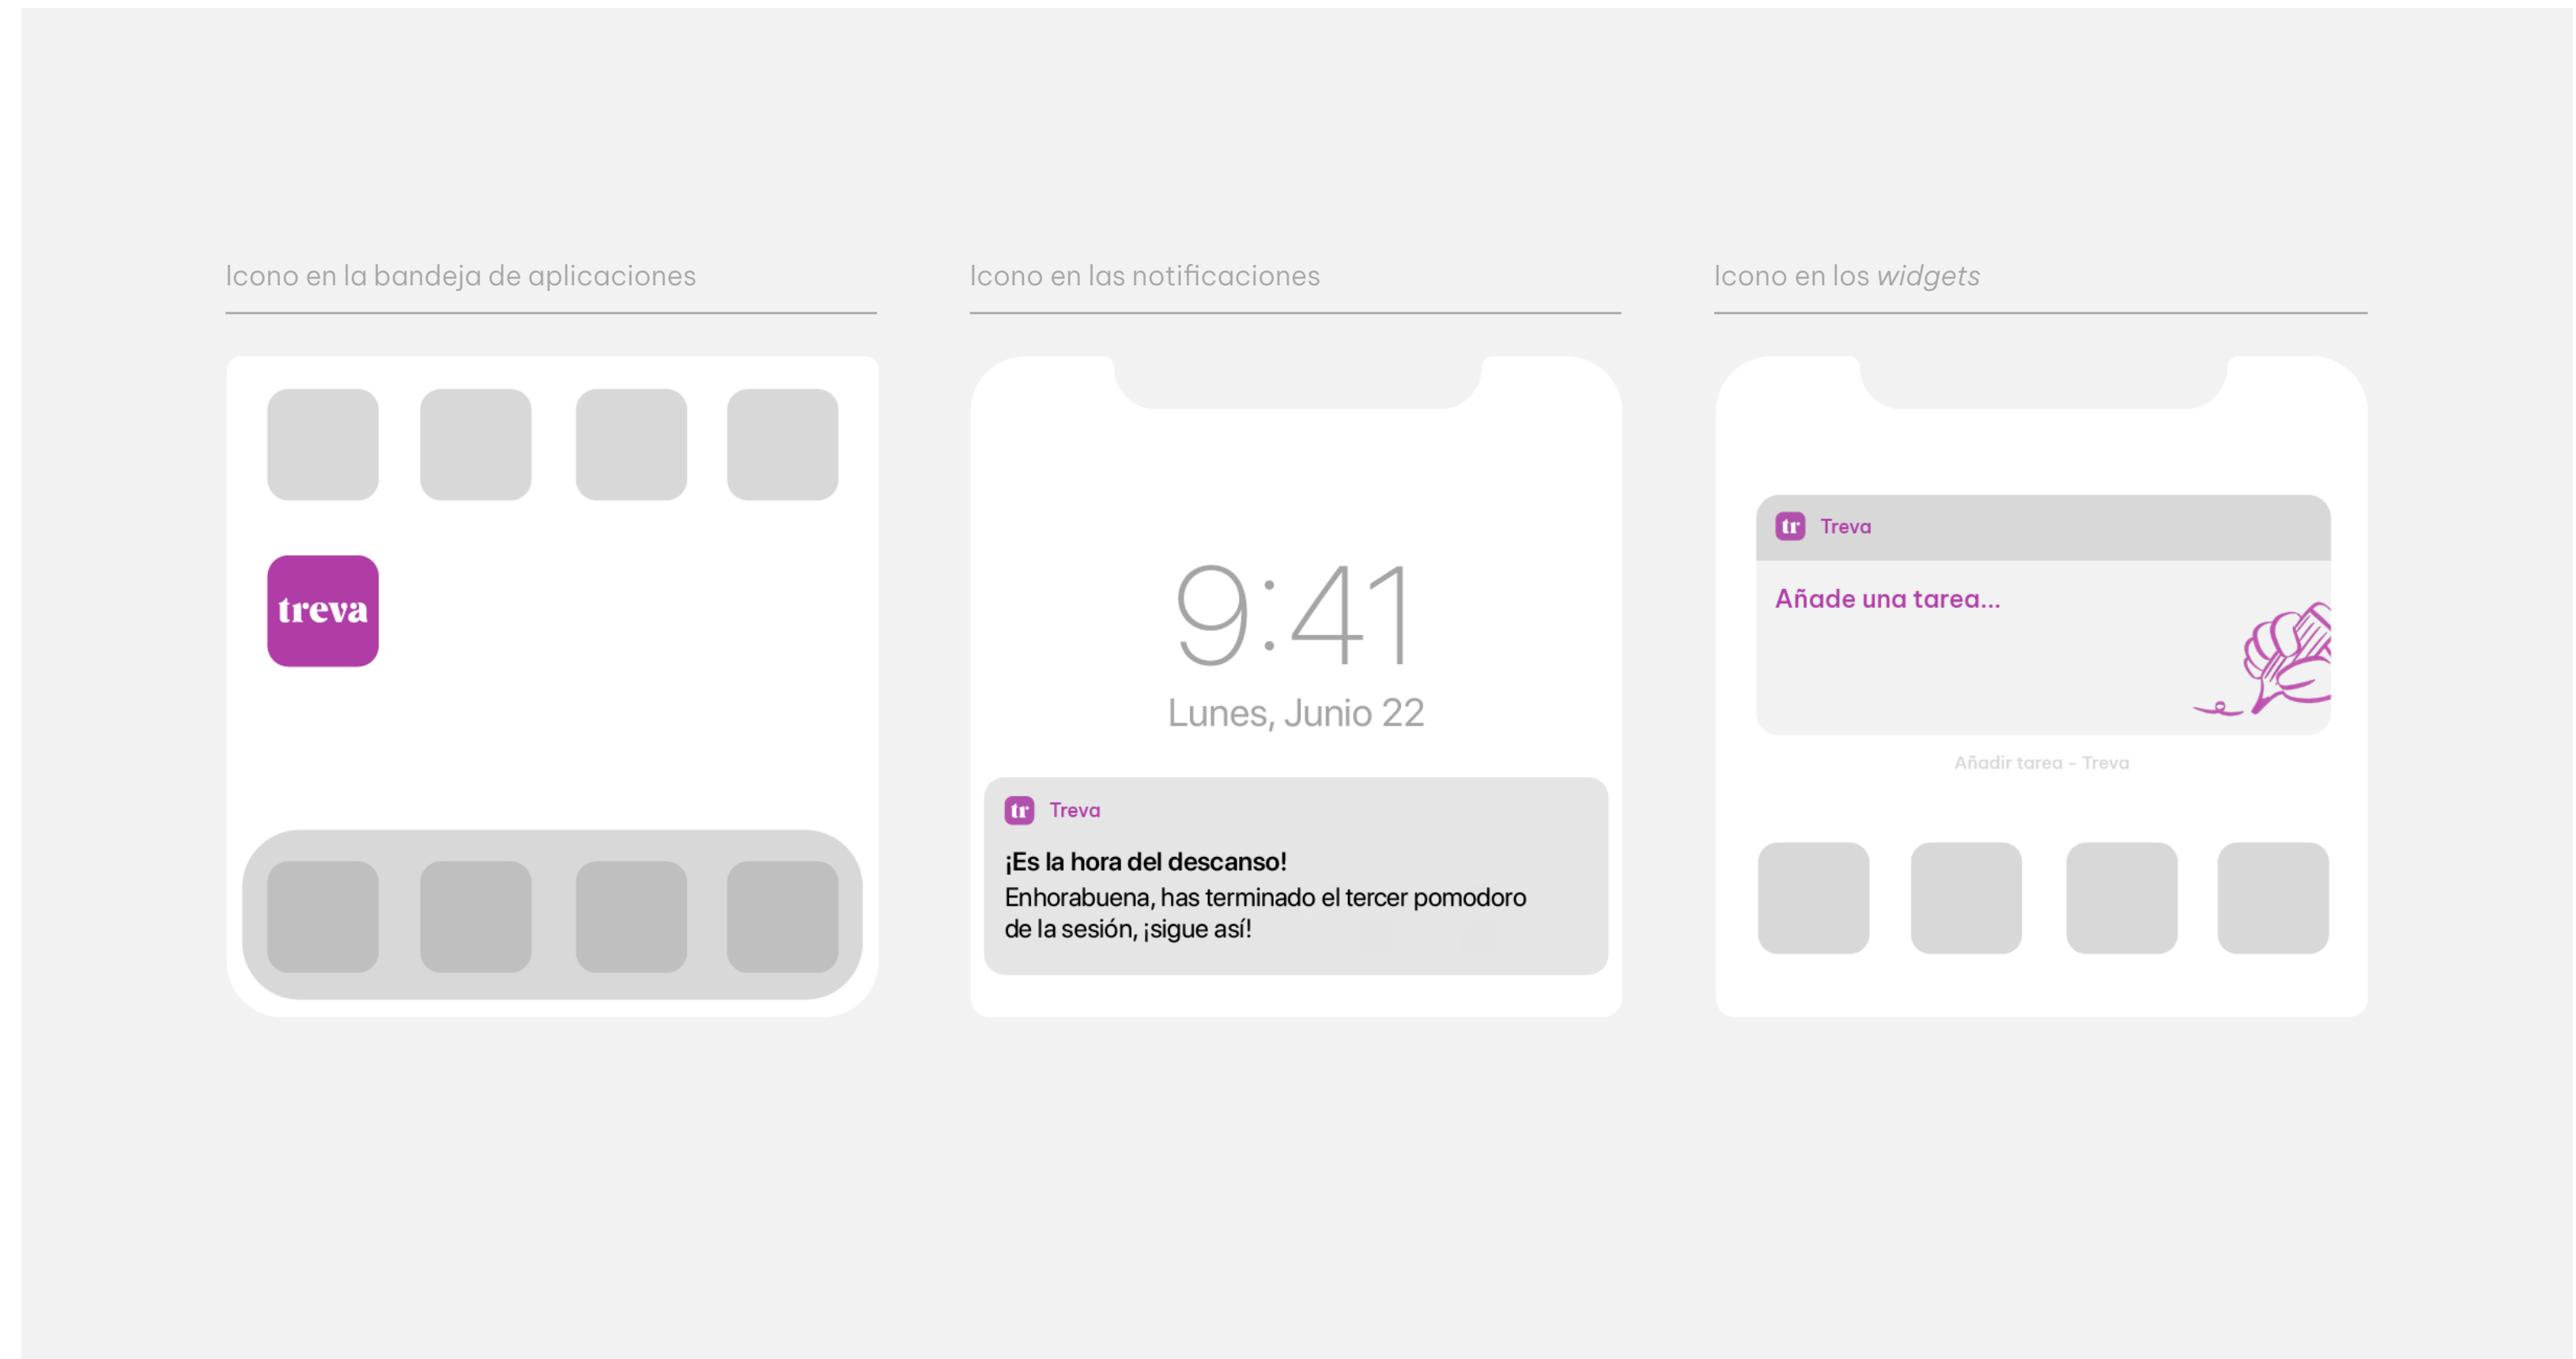 Icono en la bandeja de aplicaciones
treva
Icono en las notificaciones
9:41
Lunes, Junio 22
tr Treva
¡Es la hora del descanso!
Enhorabuena, has terminado el tercer pomodoro
de la sesión, ¡sigue así!
Icono en los widgets
tr Treva
Añade una tarea...
Añadir tarea - Treva